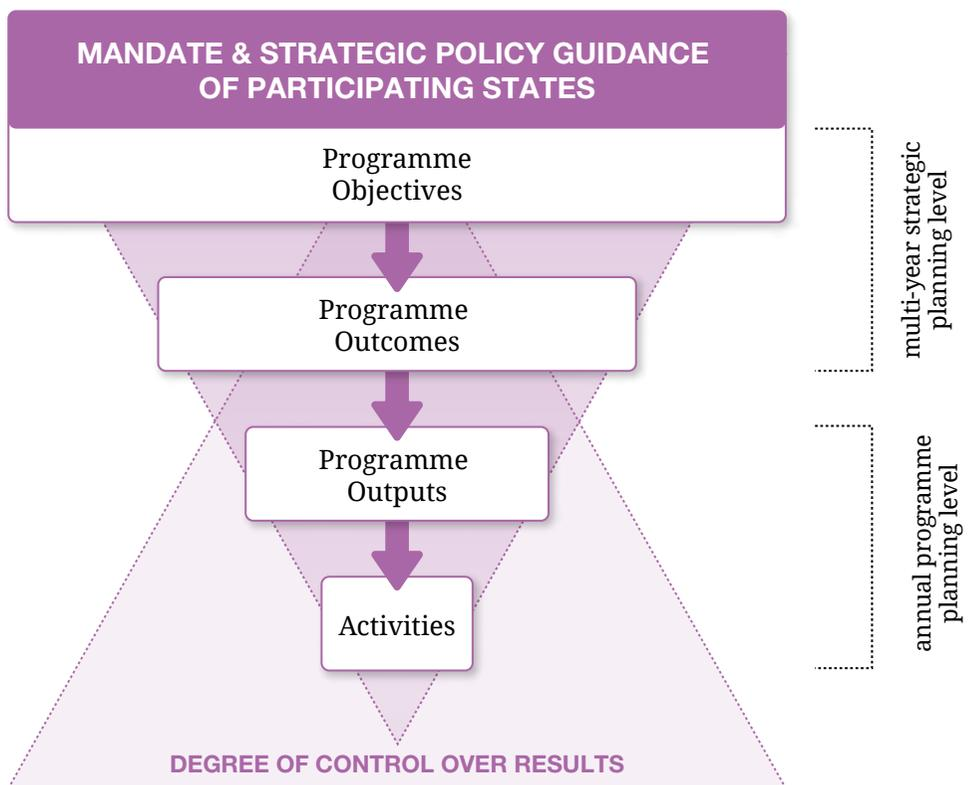 MANDATE & STRATEGIC POLICY GUIDANCE
OF PARTICIPATING STATES
Programme
Objectives
Programme
Outcomes
Programme
Outputs
Activities
DEGREE OF CONTROL OVER RESULTS
multi-year strategic
planning level
annual programme
planning level